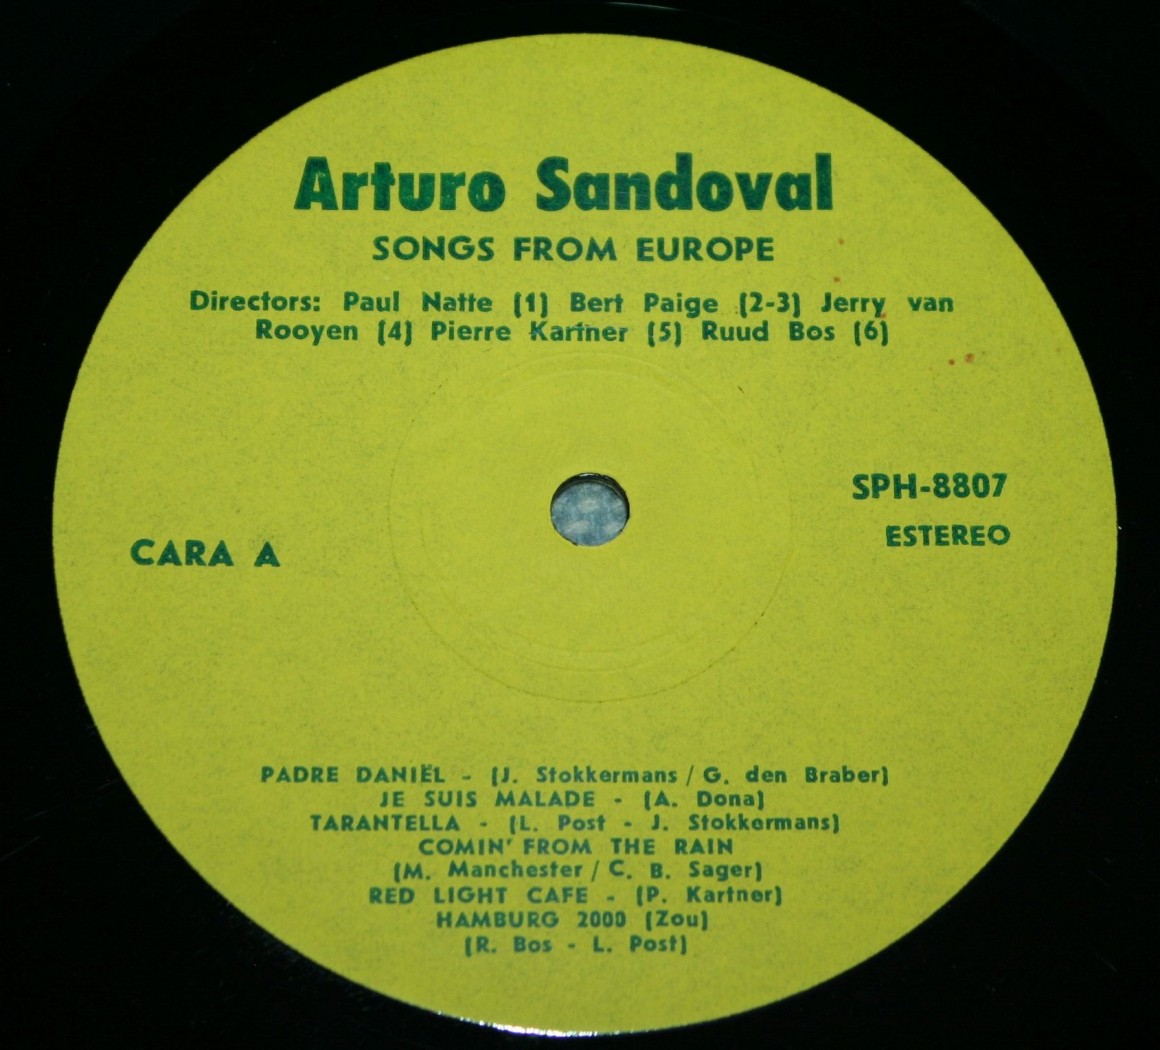 Arturo Sandoval
SONGS FROM EUROPE
Directors: Paul Natte (1) Bert Paige (2-3) Jerry van
Rooyen (4) Pierre Kartner (5) Ruud Bos (6)
SPH-8807
ESTEREO
CARA A
PADRE DANIËL - (J. Stokkermans / G. den Braber)
JE SUIS MALADE - (A. Dona)
TARANTELLA - (L. Post - J. Stokkermans)
COMIN' FROM THE RAIN
(M. Manchester / C. B. Sager)
RED LIGHT CAFE - (P. Kartner)
HAMBURG 2000 (Zou)
(R. Bos - L. Post)